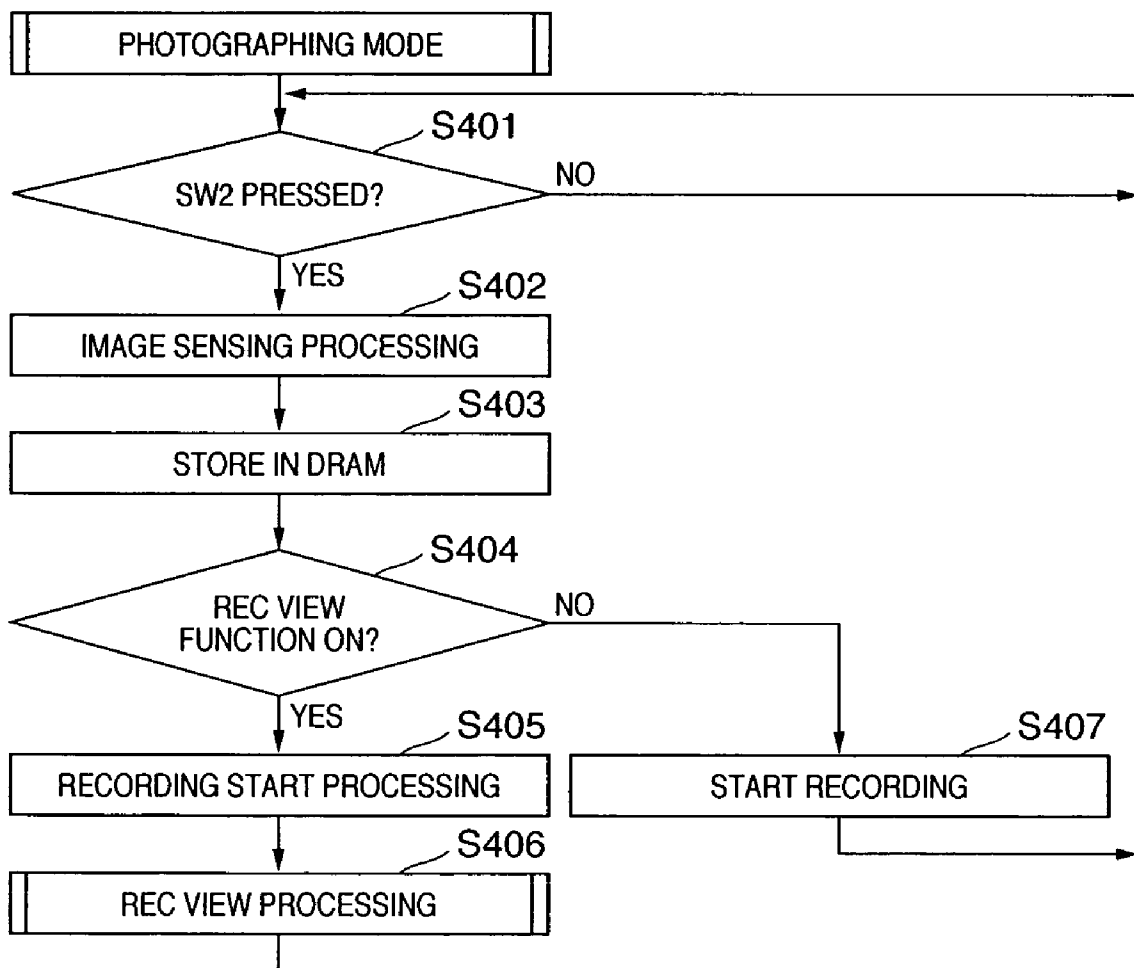 PHOTOGRAPHING MODE
S401
SW2 PRESSED?
NO
YES
S402
IMAGE SENSING PROCESSING
S403
STORE IN DRAM
S404
REC VIEW
FUNCTION ON?
NO
YES
S405
RECORDING START PROCESSING
S407
START RECORDING
S406
REC VIEW PROCESSING